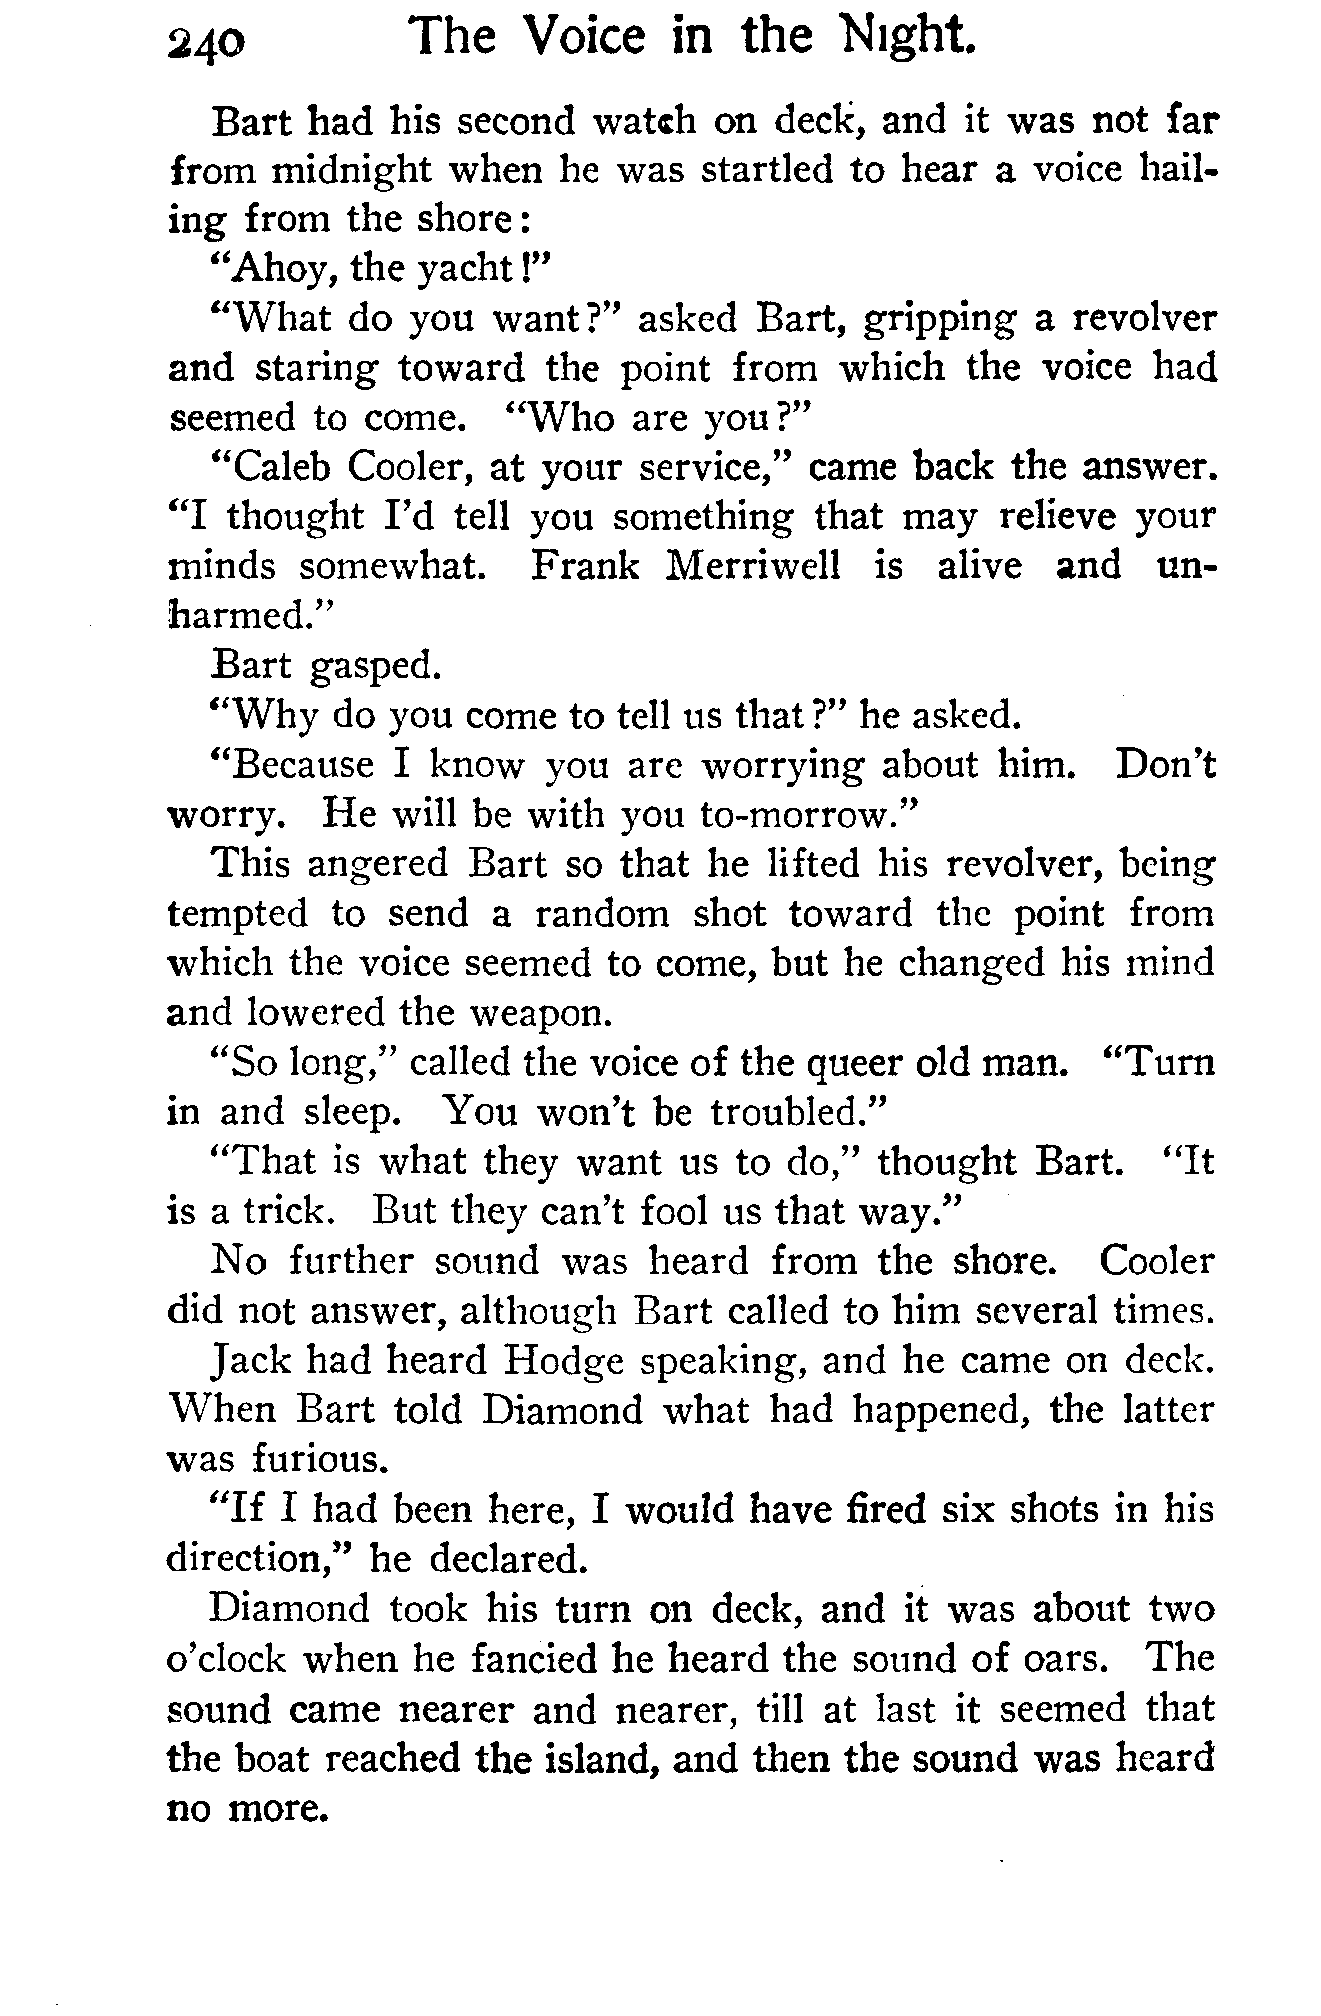 240 The Voice in the Night.
Bart had his second watch on deck, and it was not far
from midnight when he was startled to hear a voice hail-
ing from the shore:
"Ahoy, the yacht!"
"What do you want?" asked Bart, gripping a revolver
and staring toward the point from which the voice had
seemed to come. "Who are you?"
"Caleb Cooler, at your service," came back the answer.
"I thought I'd tell you something that may relieve your
minds somewhat. Frank Merriwell is alive and un-
harmed."
Bart gasped.
"Why do you come to tell us that?" he asked.
"Because I know you are worrying about him. Don't
worry. He will be with you to-morrow."
This angered Bart so that he lifted his revolver, being
tempted to send a random shot toward the point from
which the voice seemed to come, but he changed his mind
and lowered the weapon.
"So long," called the voice of the queer old man. "Turn
in and sleep. You won't be troubled."
"That is what they want us to do," thought Bart. "It
is a trick. But they can't fool us that way."
No further sound was heard from the shore. Cooler
did not answer, although Bart called to him several times.
Jack had heard Hodge speaking, and he came on deck.
When Bart told Diamond what had happened, the latter
was furious.
"If I had been here, I would have fired six shots in his
direction," he declared.
Diamond took his turn on deck, and it was about two
o'clock when he fancied he heard the sound of oars. The
sound came nearer and nearer, till at last it seemed that
the boat reached the island, and then the sound was heard
no more.